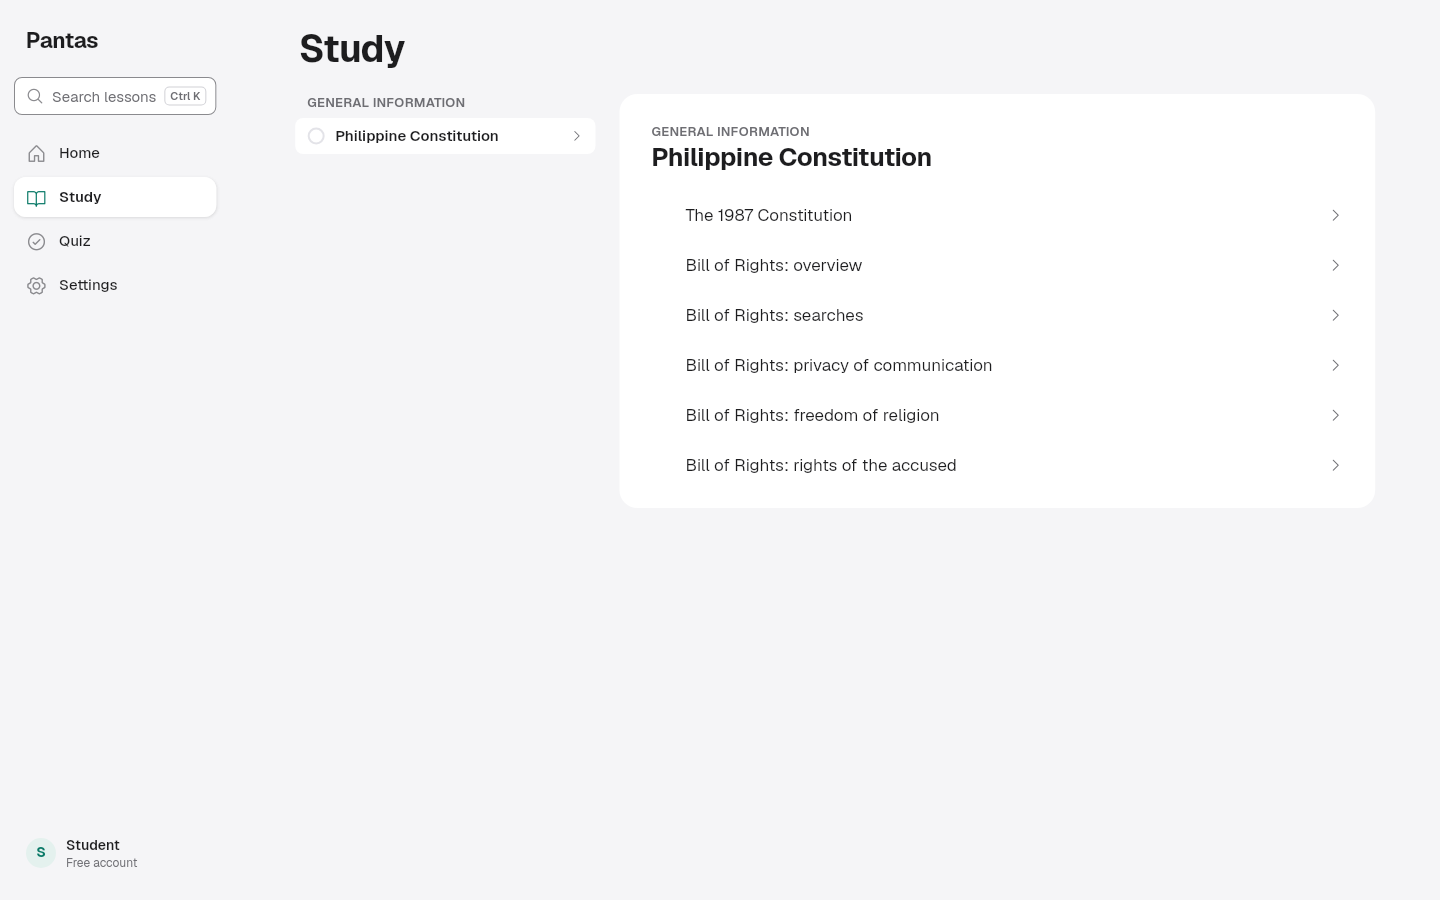 Pantas
Search lessons
Ctrl K
Home
Study
Quiz
Settings
Student
S
Free account
Study
GENERAL INFORMATION
Philippine Constitution
GENERAL INFORMATION
Philippine Constitution
The 1987 Constitution
Bill of Rights: overview
Bill of Rights: searches
Bill of Rights: privacy of communication
Bill of Rights: freedom of religion
Bill of Rights: rights of the accused